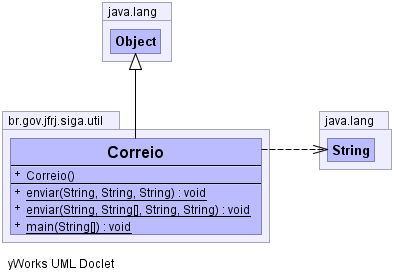 java.lang
Object
br.gov.jfrj.siga.util
java.lang
Correio
String
+ Correio()
+ enviar(String, String, String) : void
+ enviar(String, String[], String, String) : void
+ main(String[]) : void
yWorks UML Doclet